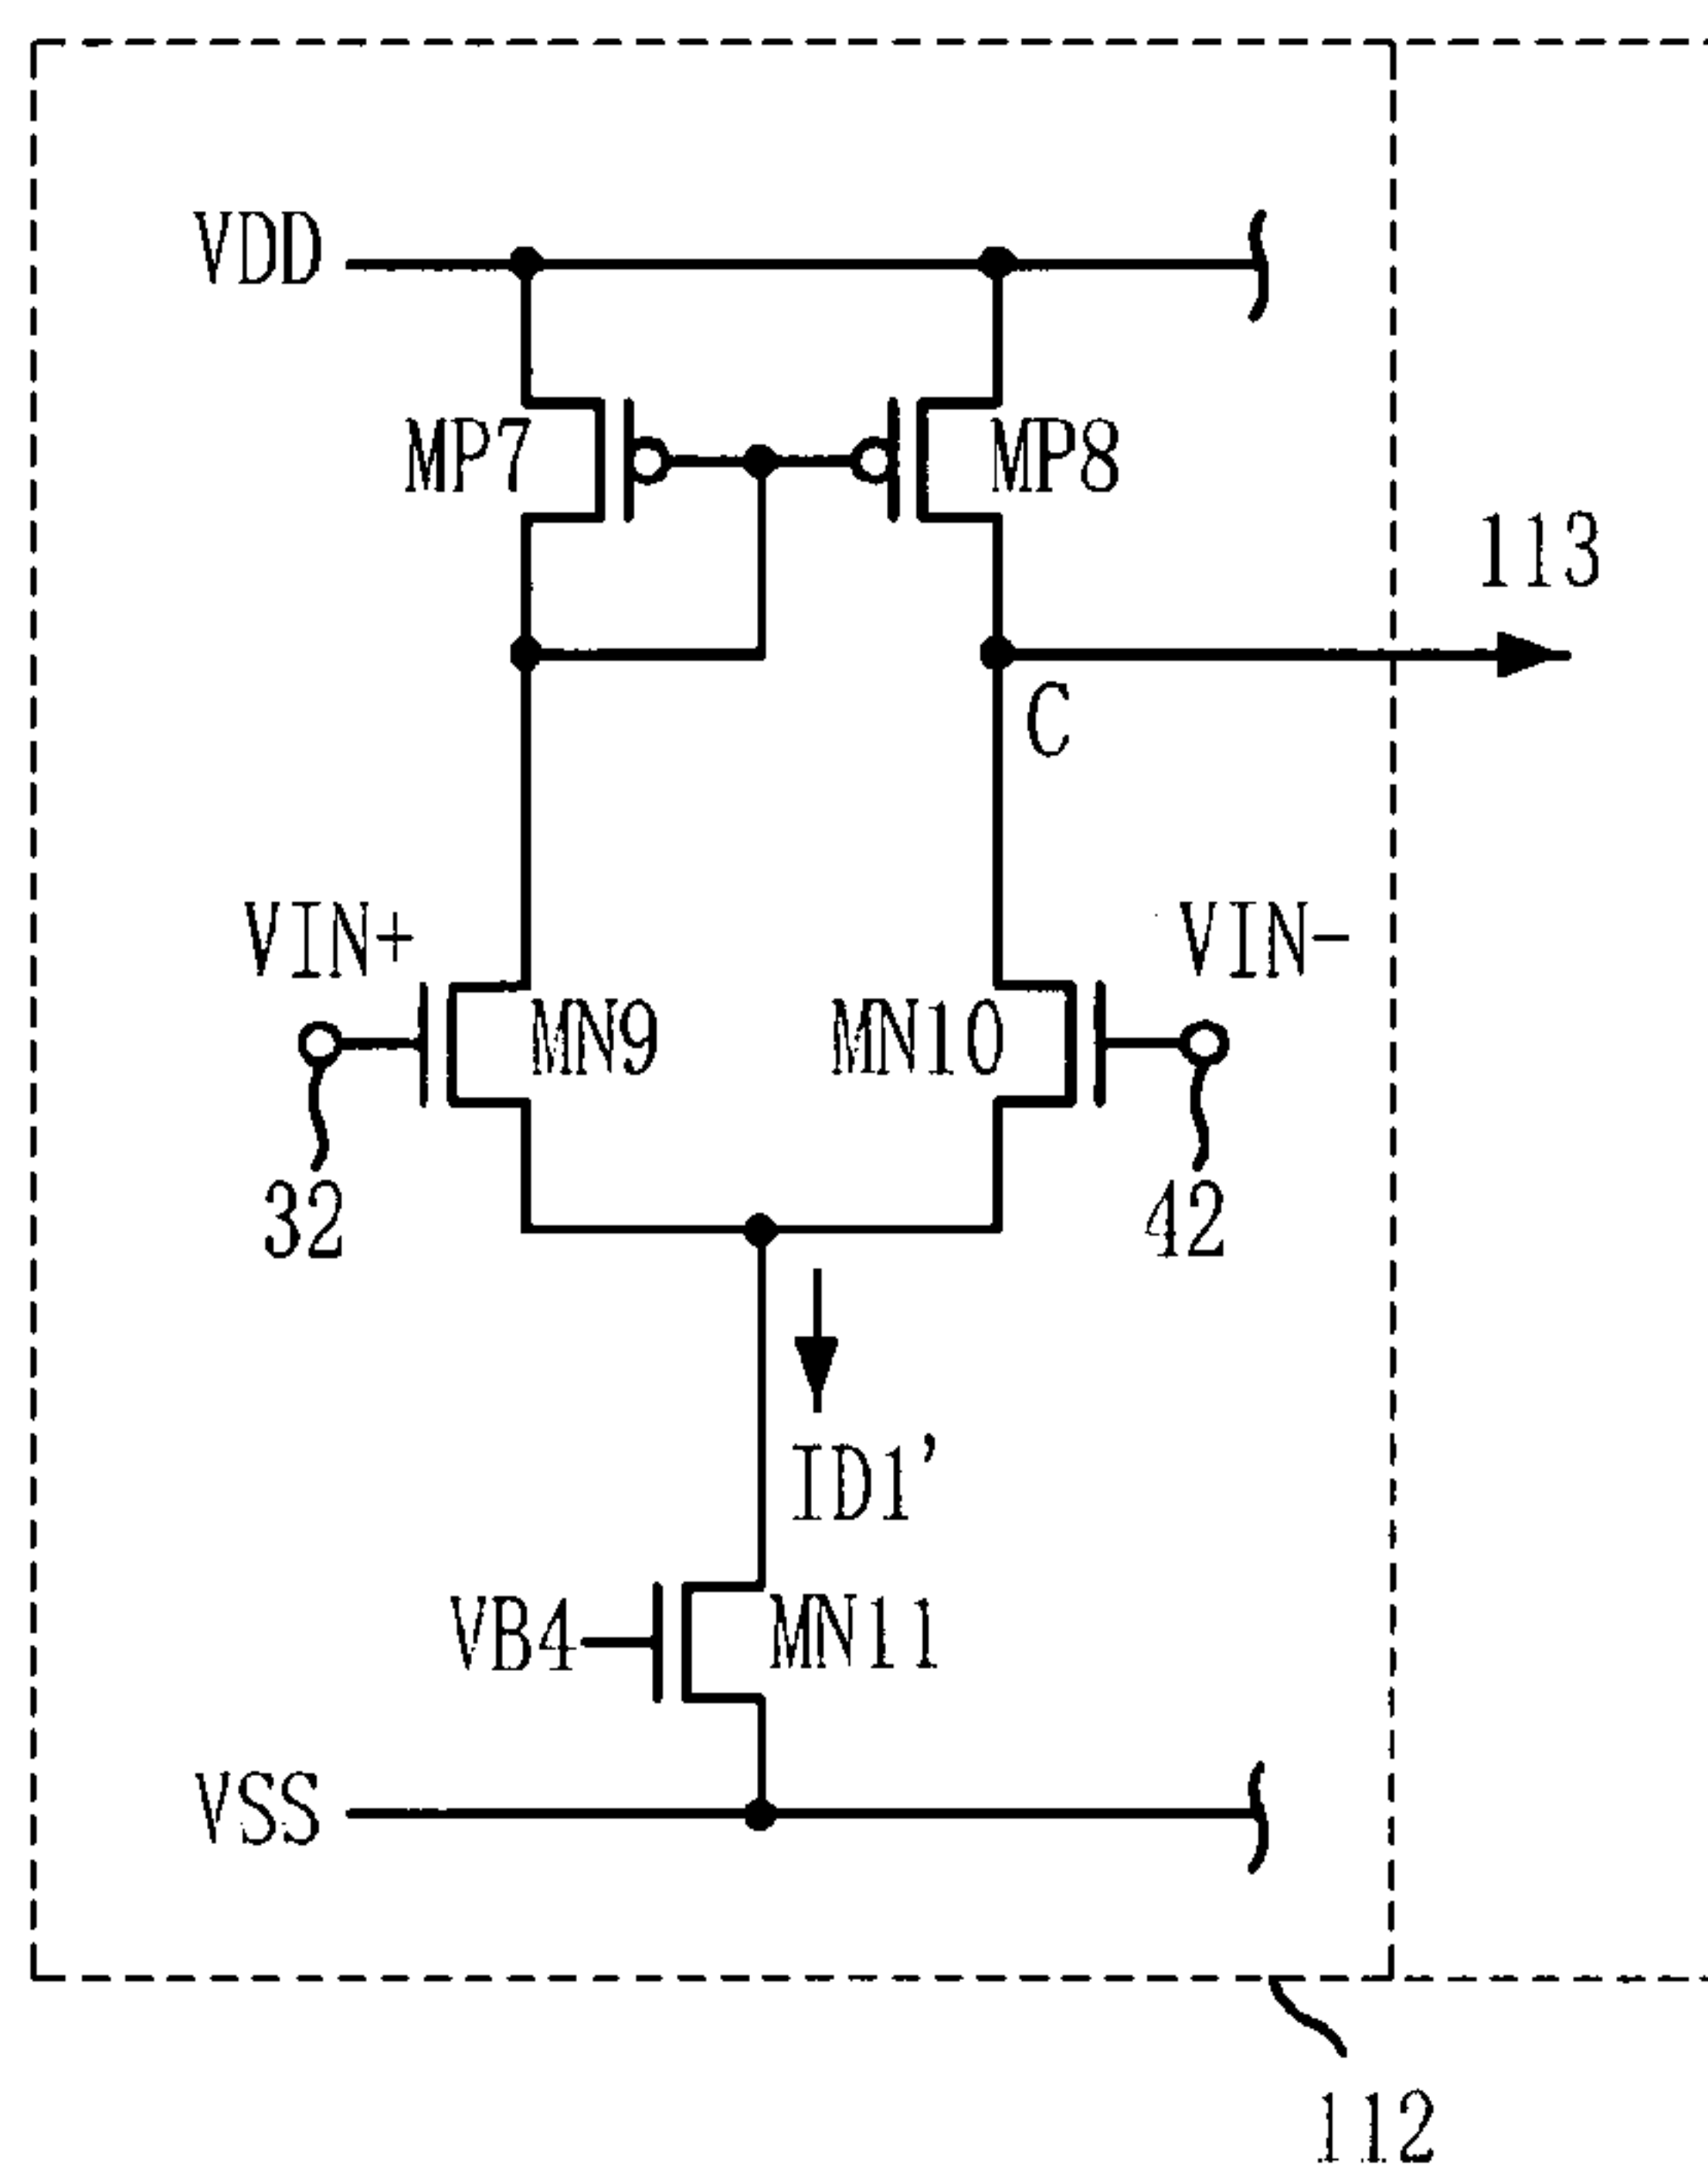 VDD
MP7
MP8
113
C
VIN+
VIN-
MN9
MN10
32
42
ID1'
VB4
MN11
VSS
112